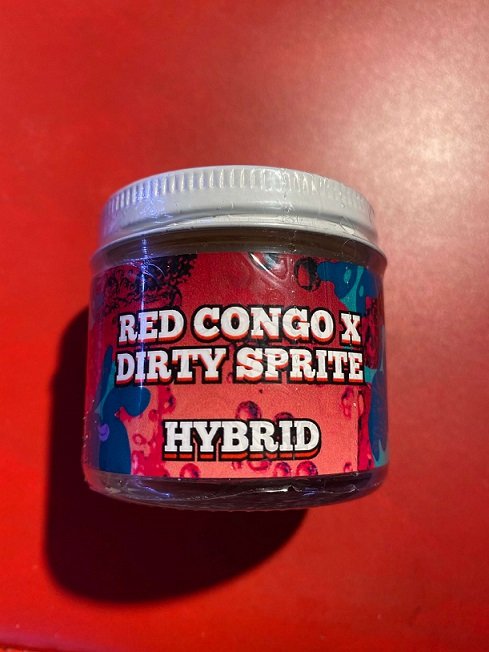 RED CONGO X
DIRTY SPRITE
HYBRID